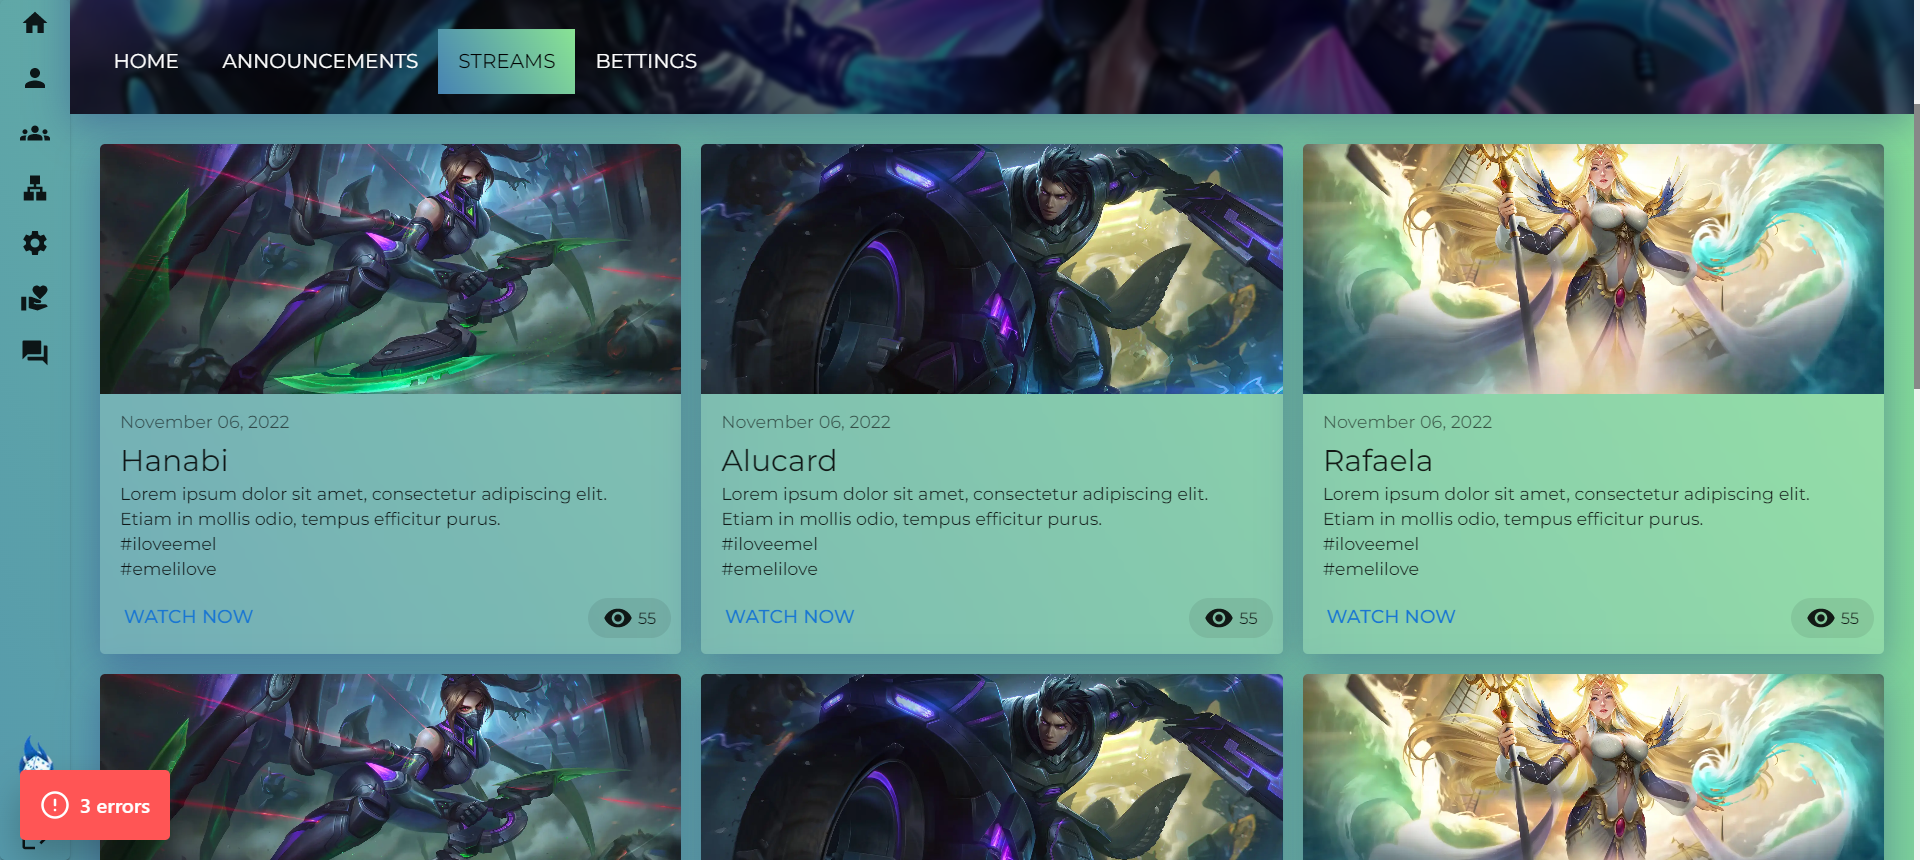 HOME
ANNOUNCEMENTS
STREAMS
BETTINGS
November 06, 2022
Hanabi
Lorem ipsum dolor sit amet, consectetur adipiscing elit.
Etiam in mollis odio, tempus efficitur purus.
#iloveemel
#emelilove
WATCH NOW
55
November 06, 2022
Alucard
Lorem ipsum dolor sit amet, consectetur adipiscing elit.
Etiam in mollis odio, tempus efficitur purus.
#iloveemel
#emelilove
WATCH NOW
55
November 06, 2022
Rafaela
Lorem ipsum dolor sit amet, consectetur adipiscing elit.
Etiam in mollis odio, tempus efficitur purus.
#iloveemel
#emelilove
WATCH NOW
55
3 errors